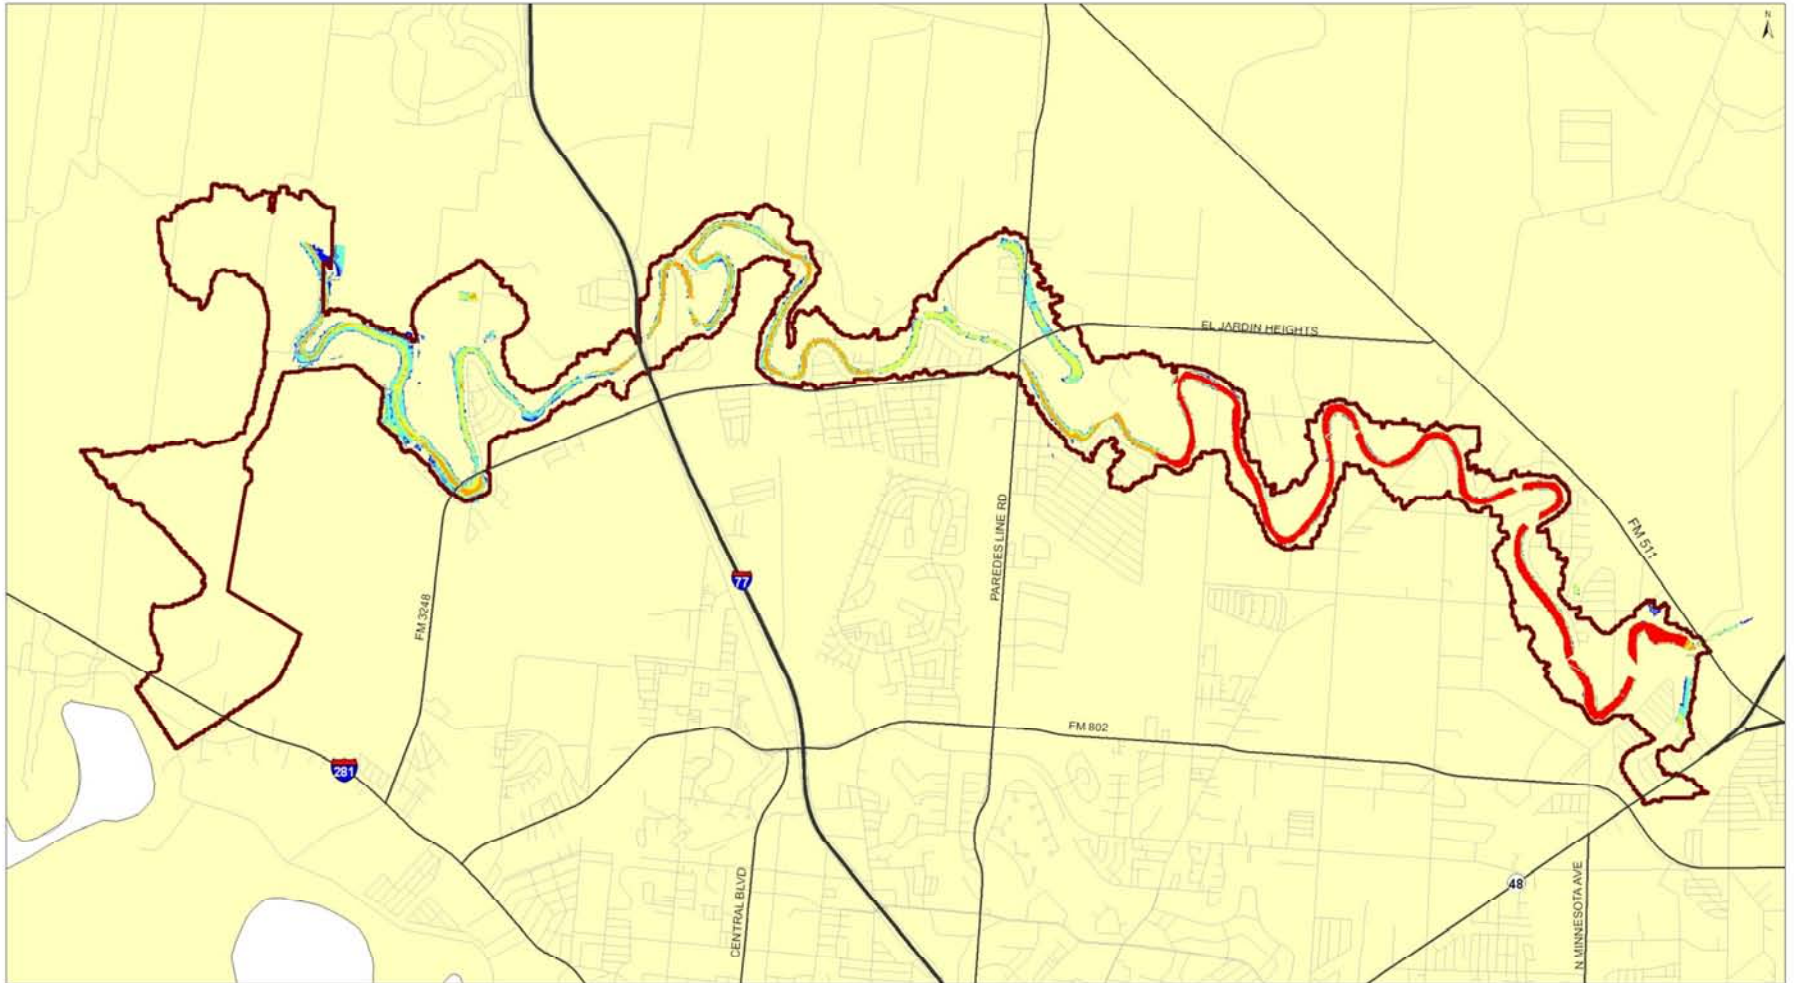 N
EL JARDIN HEIGHTS
FM 511
77
PAREDES LINE RD
FM 3248
FM 802
281
48
CENTRAL BLVD
N MINNESOTA AVE